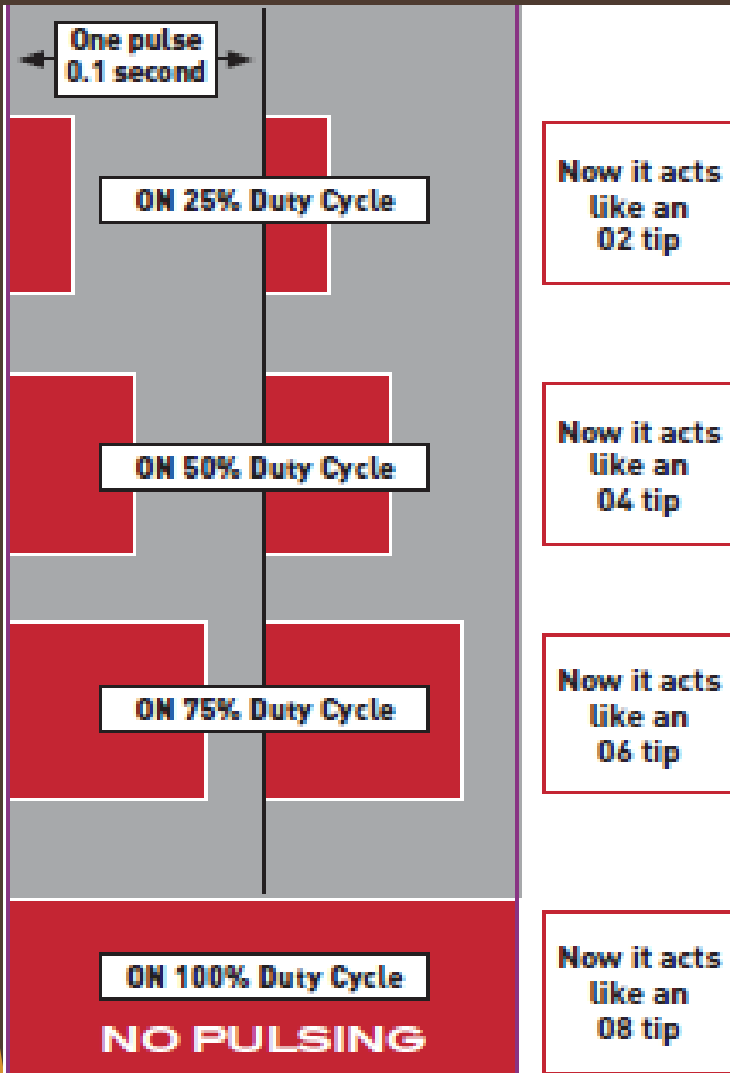 One pulse
0.1 second
ON 25% Duty Cycle
Now it acts
like an
02 tip
ON 50% Duty Cycle
Now it acts
like an
04 tip
ON 75% Duty Cycle
Now it acts
like an
06 tip
ON 100% Duty Cycle
NO PULSING
Now it acts
like an
08 tip